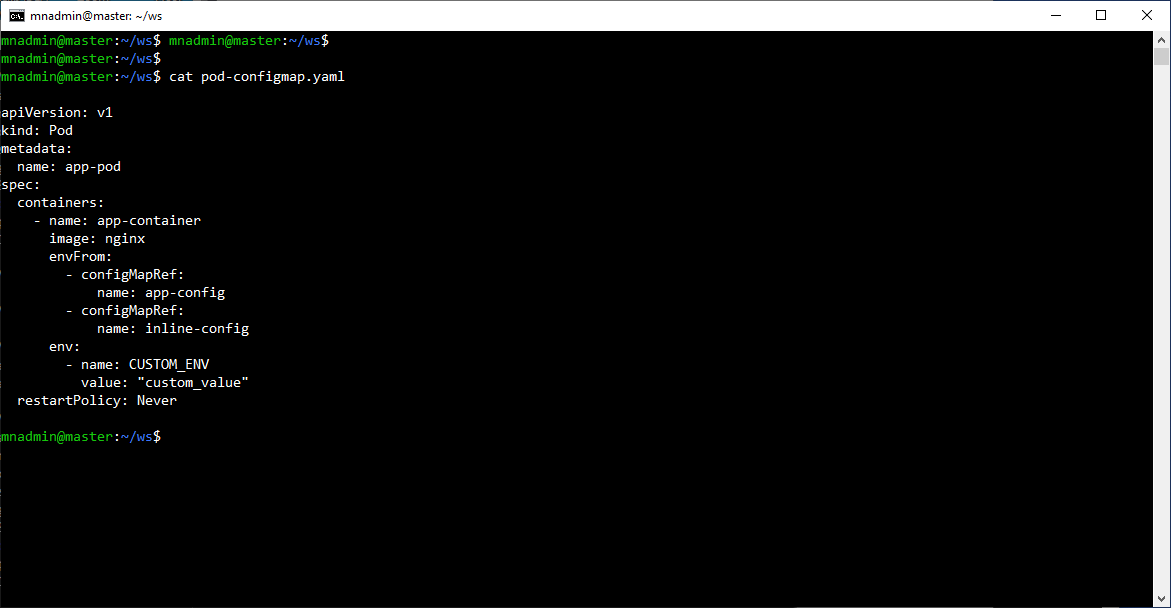 mnadmin@master: ~/ws
mnadmin@master:~/ws$ mnadmin@master:~/ws$
mnadmin@master:~/ws$
mnadmin@master:~/ws$ cat pod-configmap.yaml

apiVersion: v1
kind: Pod
metadata:
  name: app-pod
spec:
  containers:
    - name: app-container
      image: nginx
      envFrom:
        - configMapRef:
            name: app-config
        - configMapRef:
            name: inline-config
      env:
        - name: CUSTOM_ENV
          value: "custom_value"
  restartPolicy: Never

mnadmin@master:~/ws$